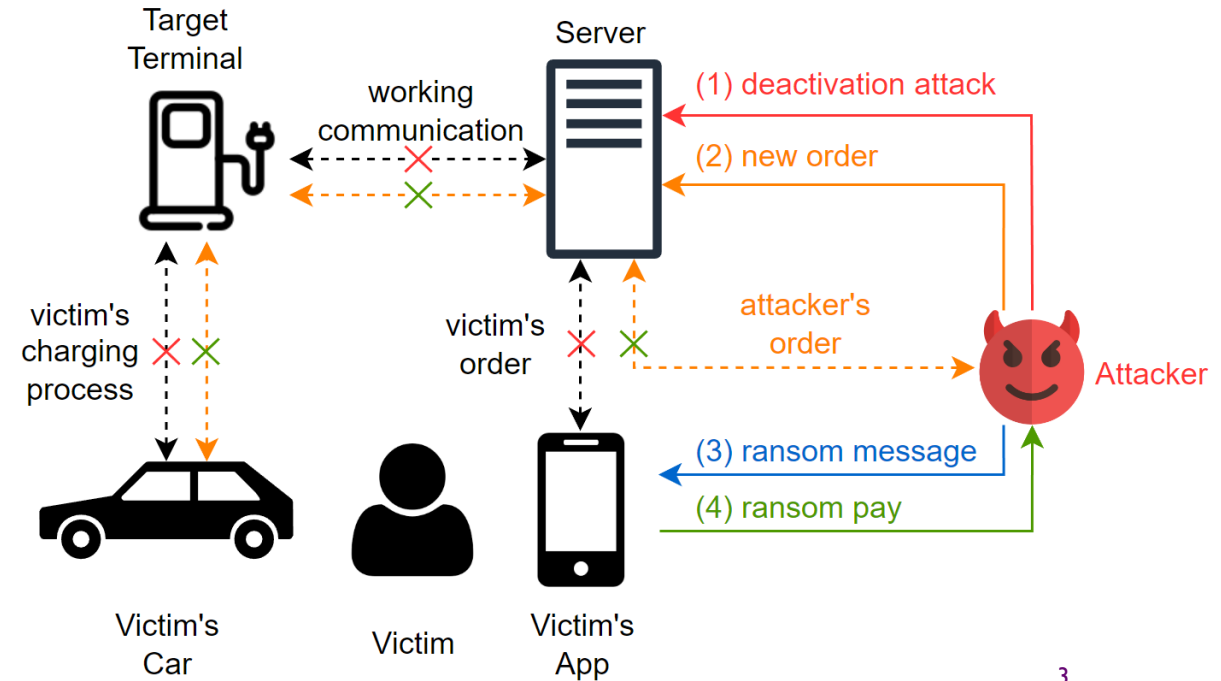 Target
Terminal
Server
working
communication
(1) deactivation attack
(2) new order
victim's
charging
process
victim's
order
attacker's
order
Attacker
(3) ransom message
(4) ransom pay
Victim's
Car
Victim
Victim's
App
3